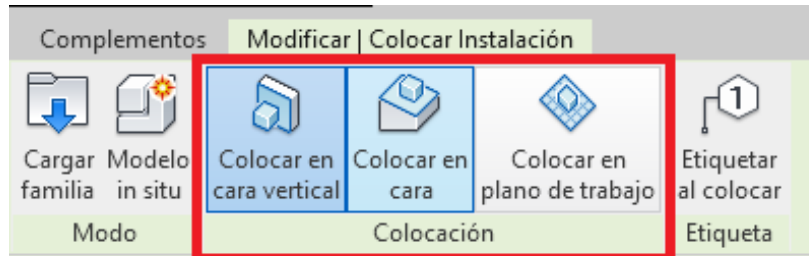 Complementos
Modificar | Colocar Instalación
Cargar familia
Modelo in situ
Colocar en cara vertical
Colocar en cara
Colocar en plano de trabajo
1
Etiquetar al colocar
Modo
Colocación
Etiqueta